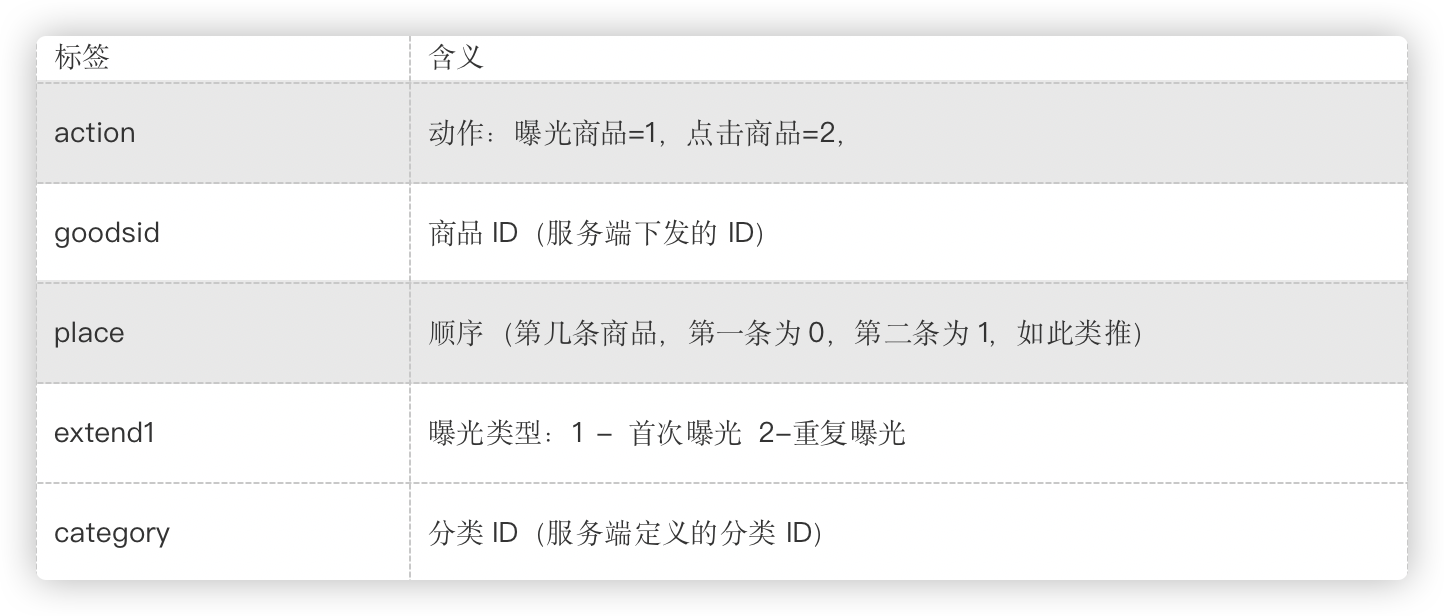 标签 含义
action 动作：曝光商品=1，点击商品=2，
goodsid 商品 ID（服务端下发的 ID）
place 顺序（第几条商品，第一条为 0，第二条为 1，如此类推）
extend1 曝光类型：1 - 首次曝光 2-重复曝光
category 分类 ID（服务端定义的分类 ID）